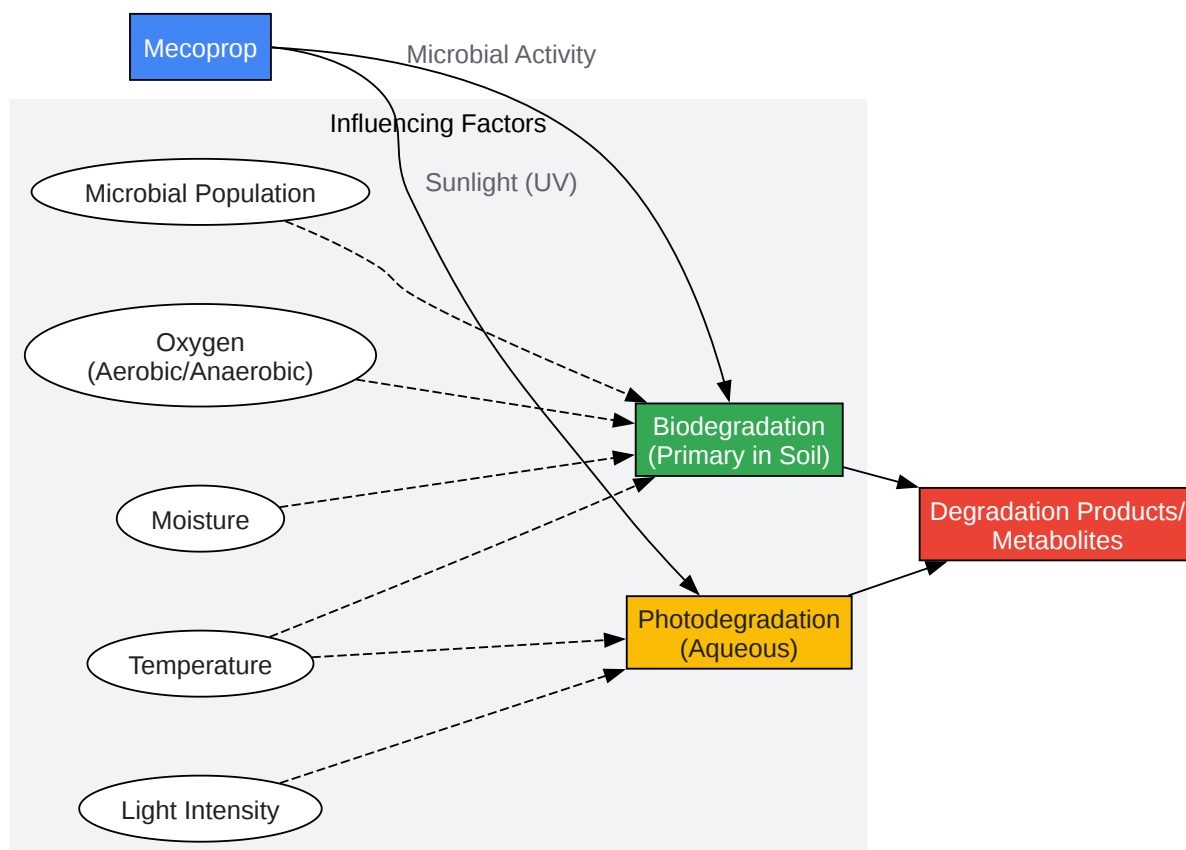 Mecoprop
Microbial Activity
Influencing Factors
Sunlight (UV)
Microbial Population
Oxygen
(Aerobic/Anaerobic)
Biodegradation
(Primary in Soil)
Moisture
Degradation Products/
Metabolites
Photodegradation
(Aqueous)
Temperature
Light Intensity